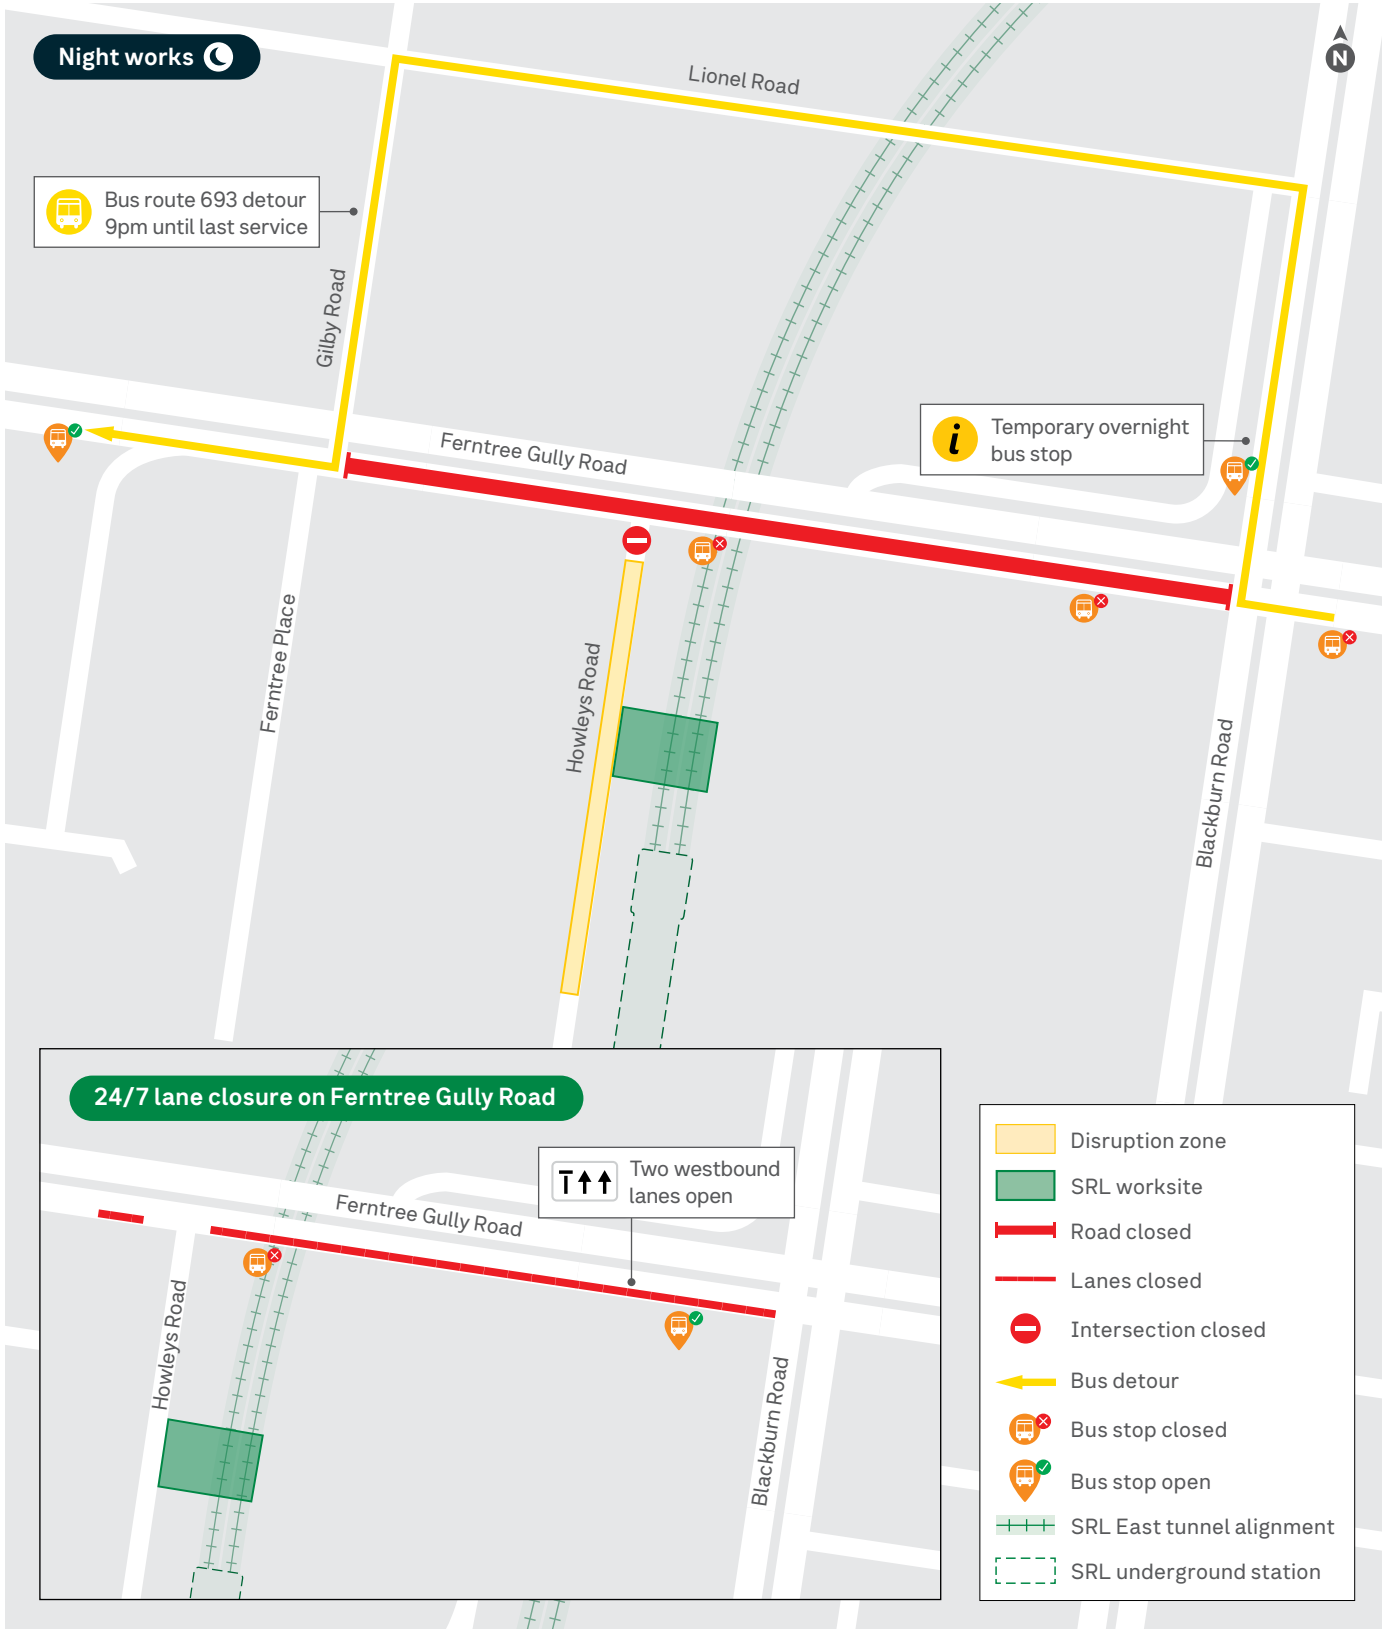 Night works
N
Lionel Road
Bus route 693 detour
9pm until last service
Gilby Road
Ferntree Gully Road
i
Temporary overnight
bus stop
Ferntree Place
Howleys Road
Blackburn Road
24/7 lane closure on Ferntree Gully Road
Two westbound
lanes open
Ferntree Gully Road
Howleys Road
Blackburn Road
Disruption zone
SRL worksite
Road closed
Lanes closed
Intersection closed
Bus detour
Bus stop closed
Bus stop open
SRL East tunnel alignment
SRL underground station